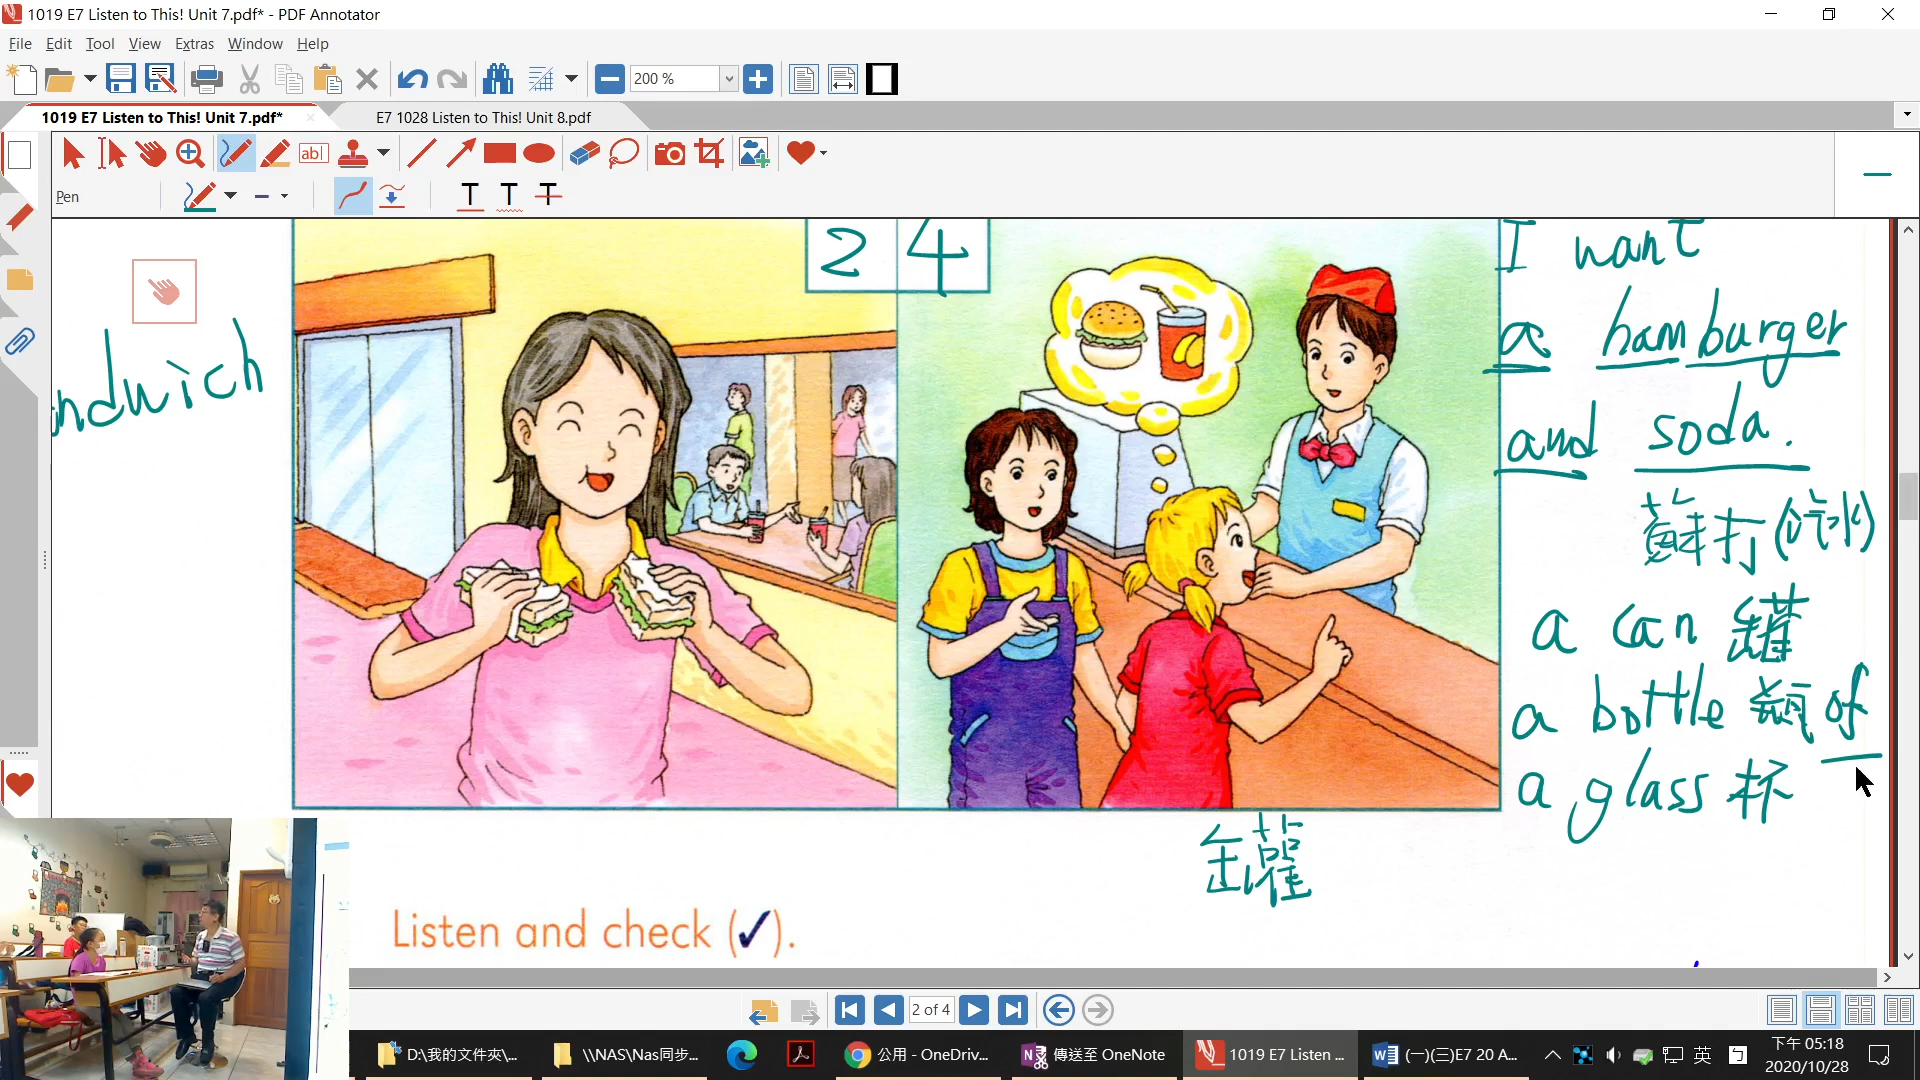 1019 E7 Listen to This! Unit 7.pdf* - PDF Annotator
File Edit Tool View Extras Window Help
200 %
1019 E7 Listen to This! Unit 7.pdf*
E7 1028 Listen to This! Unit 8.pdf
Pen
2 4
ndwich
I want
a hamburger
and soda.
蘇打(汽水)
a can 罐
a bottle 瓶 of
a glass 杯
罐
Listen and check (✓).
2 of 4
D:\我的文件夾\...
\\NAS\Nas同步...
公用 - OneDriv...
傳送至 OneNote
1019 E7 Listen ...
(一)(三)E7 20 A...
英
下午 05:18
2020/10/28